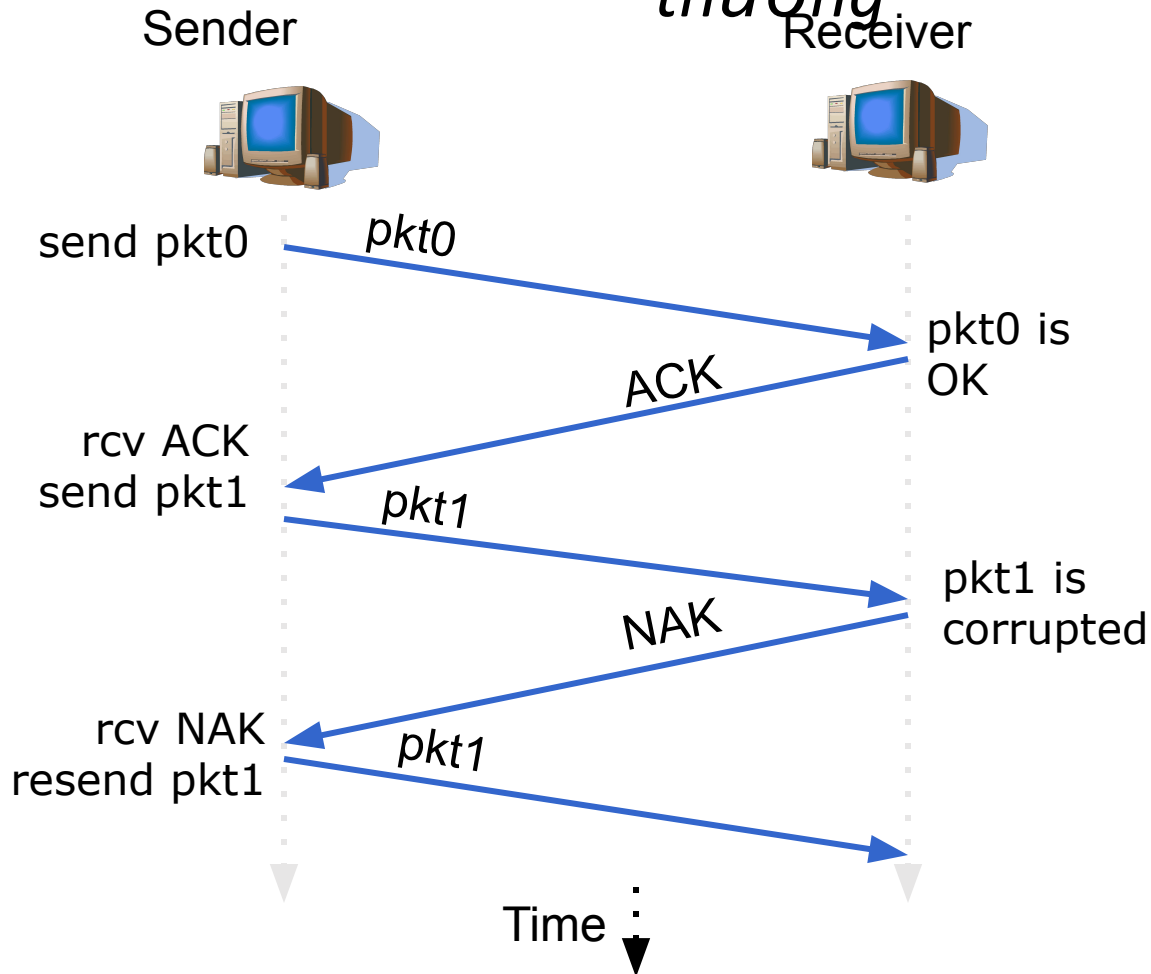 thường
Sender
Receiver
send pkt0
pkt0
pkt0 is
OK
ACK
rcv ACK
send pkt1
pkt1
pkt1 is
corrupted
NAK
rcv NAK
resend pkt1
pkt1
Time